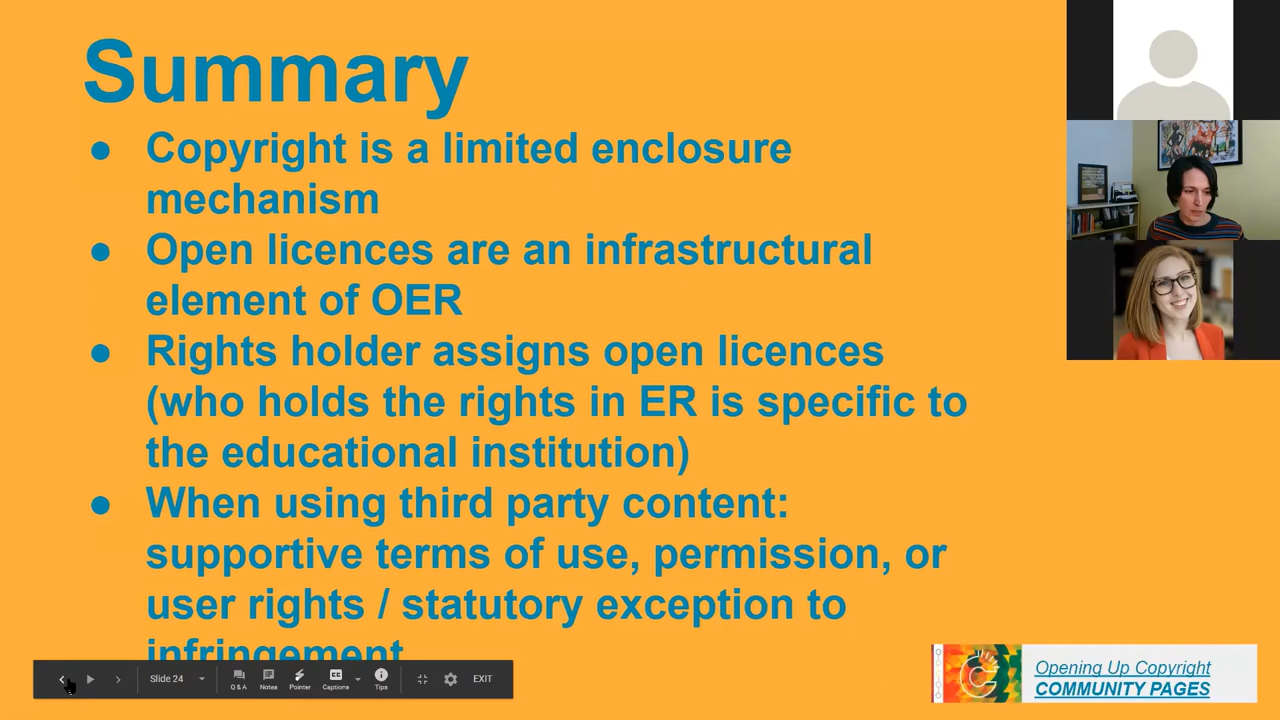 Summary
● Copyright is a limited enclosure
mechanism
● Open licences are an infrastructural
element of OER
● Rights holder assigns open licences
(who holds the rights in ER is specific to
the educational institution)
● When using third party content:
supportive terms of use, permission, or
user rights / statutory exception to
infringement
Slide 24
Q & A
Notes
Pointer
Captions
Tips
EXIT
Opening Up Copyright
COMMUNITY PAGES